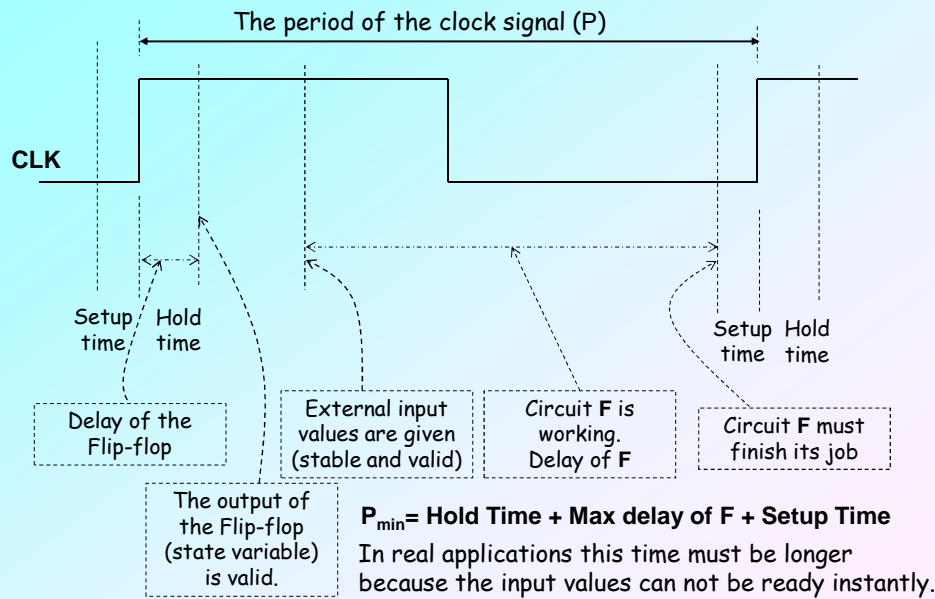 The period of the clock signal (P)
CLK
Setup
time
Hold
time
Setup
time
Hold
time
Delay of the
Flip-flop
The output of
the Flip-flop
(state variable)
is valid.
External input
values are given
(stable and valid)
Circuit F is
working.
Delay of F
Circuit F must
finish its job
Pmin= Hold Time + Max delay of F + Setup Time
In real applications this time must be longer
because the input values can not be ready instantly.